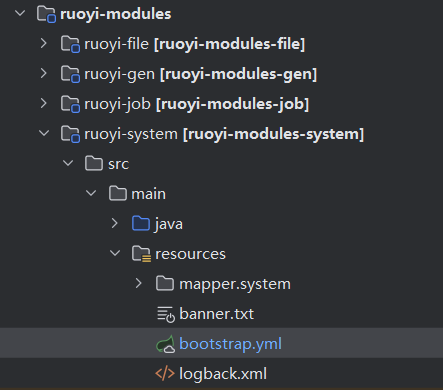 ruoyi-modules
ruoyi-file [ruoyi-modules-file]
ruoyi-gen [ruoyi-modules-gen]
ruoyi-job [ruoyi-modules-job]
ruoyi-system [ruoyi-modules-system]
src
main
java
resources
mapper.system
banner.txt
bootstrap.yml
logback.xml